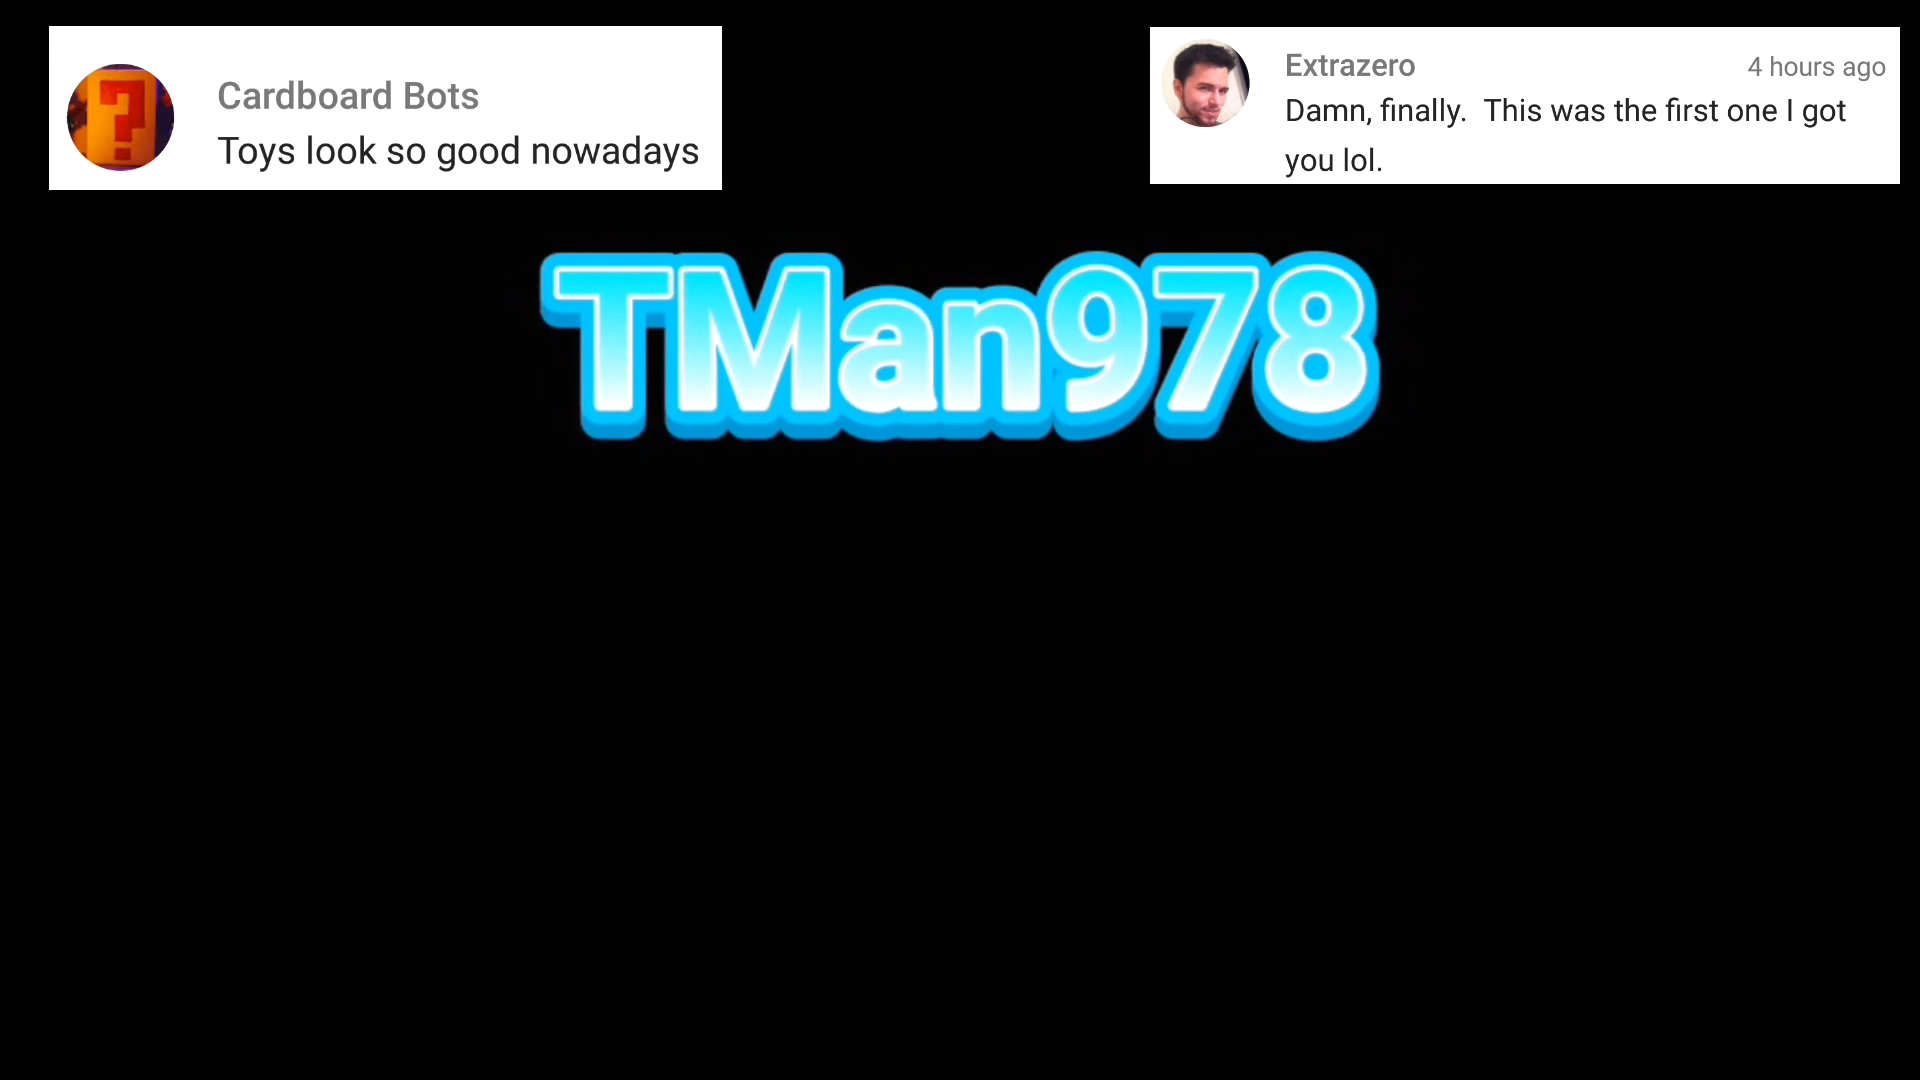 Cardboard Bots
Toys look so good nowadays
Extrazero 4 hours ago
Damn, finally.  This was the first one I got
you lol.
TMan978